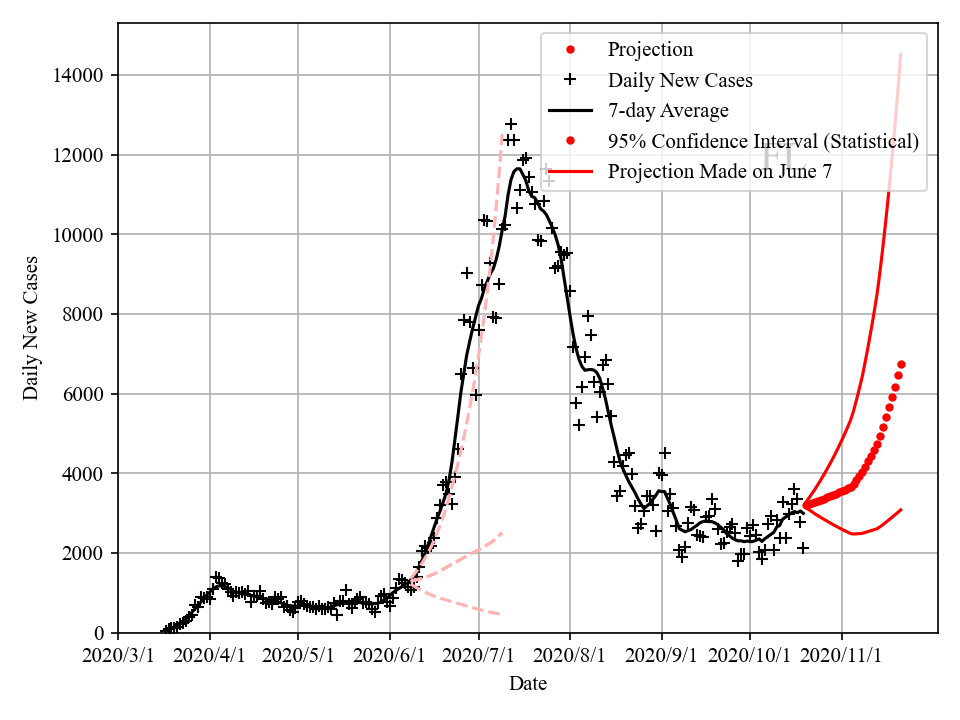 Projection
Daily New Cases
7-day Average
95% Confidence Interval (Statistical)
Projection Made on June 7
FL
14000
12000
10000
8000
6000
4000
2000
0
Daily New Cases
2020/3/1 2020/4/1 2020/5/1 2020/6/1 2020/7/1 2020/8/1 2020/9/1 2020/10/1 2020/11/1
Date